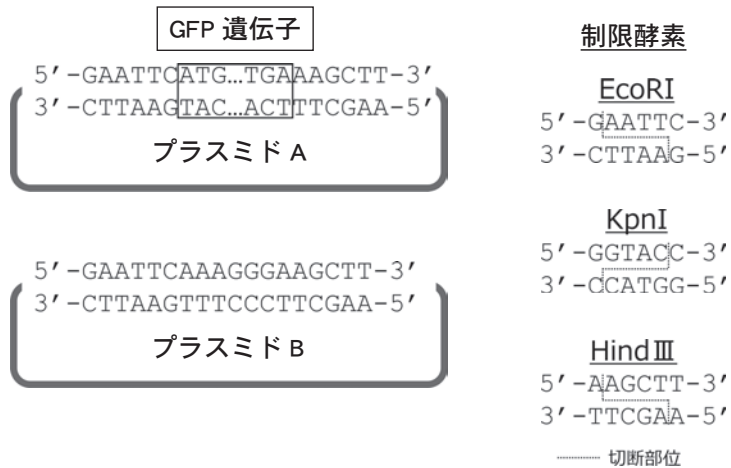 GFP 遺伝子
5′-GAATTCATG…TGAAAGCTT-3′
3′-CTTAAGTAC…ACTTTCGAA-5′
プラスミド A
5′-GAATTCAAAGGGAAGCTT-3′
3′-CTTAAGTTTCCCTTCGAA-5′
プラスミド B
制限酵素
EcoRI
5′-GAATTC-3′
3′-CTTAAG-5′
KpnI
5′-GGTACC-3′
3′-CCATGG-5′
HindⅢ
5′-AAGCTT-3′
3′-TTCGAA-5′
切断部位